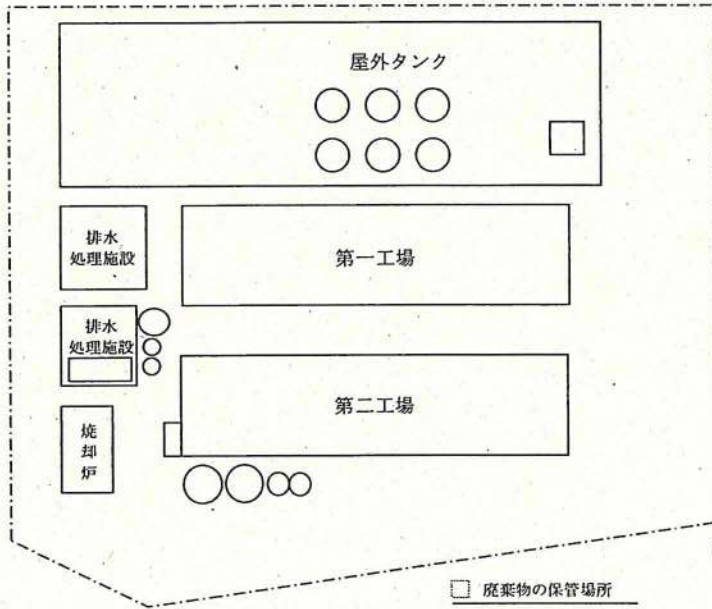 屋外タンク
排水
処理施設
第一工場
排水
処理施設
第二工場
焼
却
炉
廃棄物の保管場所